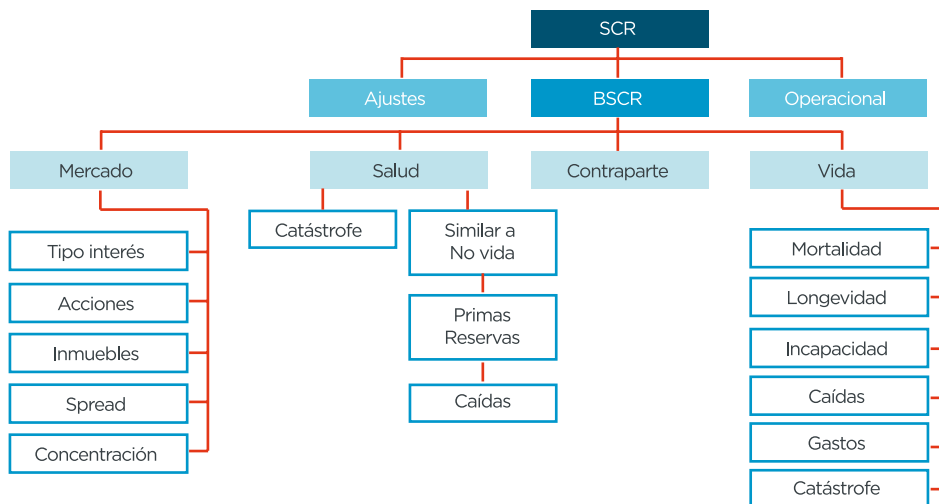 SCR
Ajustes
BSCR
Operacional
Mercado
Salud
Contraparte
Vida
Tipo interés
Acciones
Inmuebles
Spread
Concentración
Catástrofe
Similar a
No vida
Primas
Reservas
Caídas
Mortalidad
Longevidad
Incapacidad
Caídas
Gastos
Catástrofe